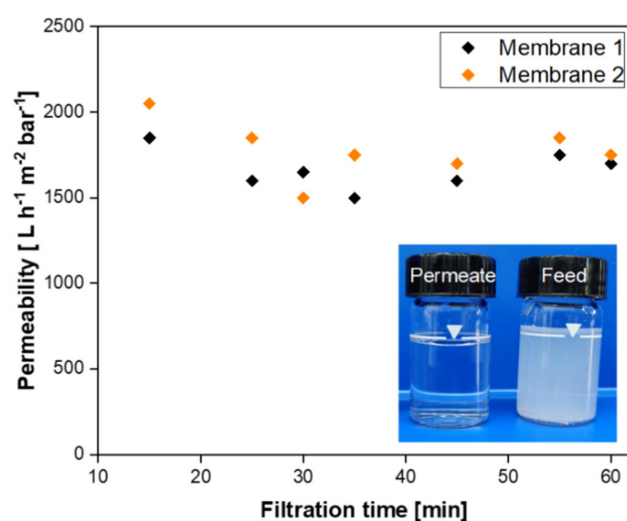 2500
2000
1500
1000
500
0
Permeability [ L h⁻¹ m⁻² bar⁻¹]
Membrane 1
Membrane 2
Permeate
Feed
10
20
30
40
50
60
Filtration time [min]